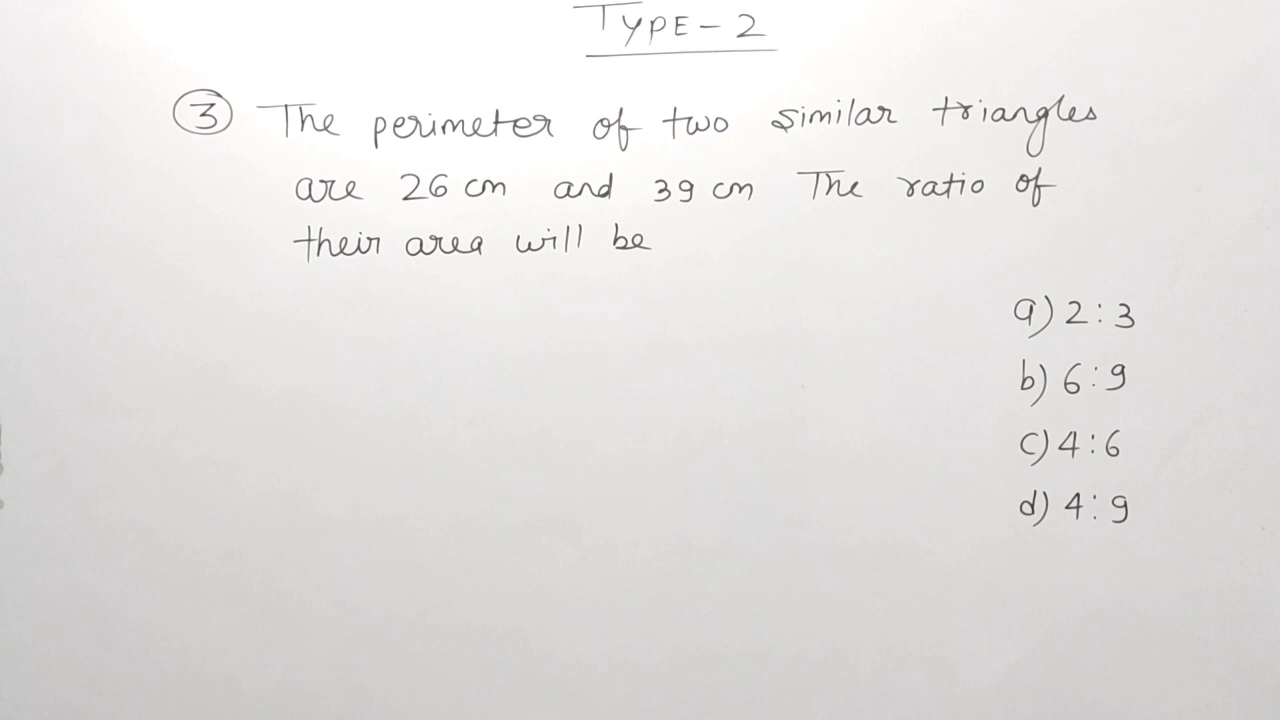 TYPE-2
3 The perimeter of two similar triangles
are 26 cm and 39 cm The ratio of
their area will be
a) 2:3
b) 6:9
c) 4:6
d) 4:9